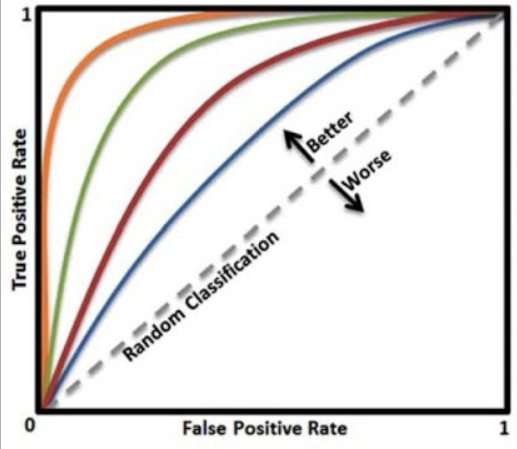 1
True Positive Rate
Better
Worse
Random Classification
0
False Positive Rate
1